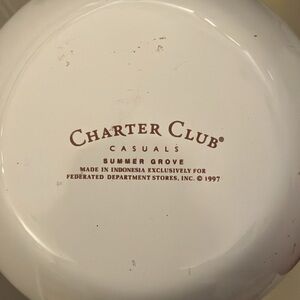 CHARTER CLUB®
CASUALS
SUMMER GROVE
MADE IN INDONESIA EXCLUSIVELY FOR
FEDERATED DEPARTMENT STORES, INC. © 1997